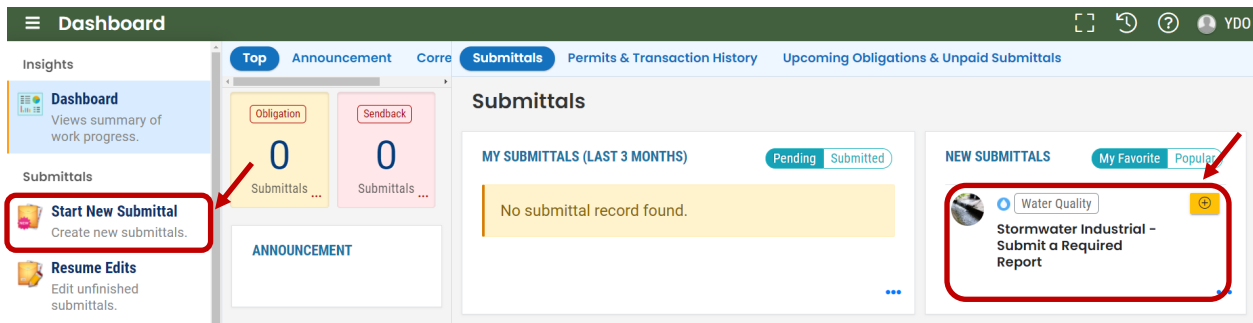 Dashboard
YDO
Insights
Dashboard
Views summary of
work progress.
Submittals
Start New Submittal
Create new submittals.
Resume Edits
Edit unfinished
submittals.
Top Announcement Corre
Obligation
0
Submittals ...
Sendback
0
Submittals ...
ANNOUNCEMENT
Submittals Permits & Transaction History Upcoming Obligations & Unpaid Submittals
Submittals
MY SUBMITTALS (LAST 3 MONTHS)
Pending Submitted
No submittal record found.
NEW SUBMITTALS
My Favorite Popular
Water Quality
Stormwater Industrial -
Submit a Required
Report